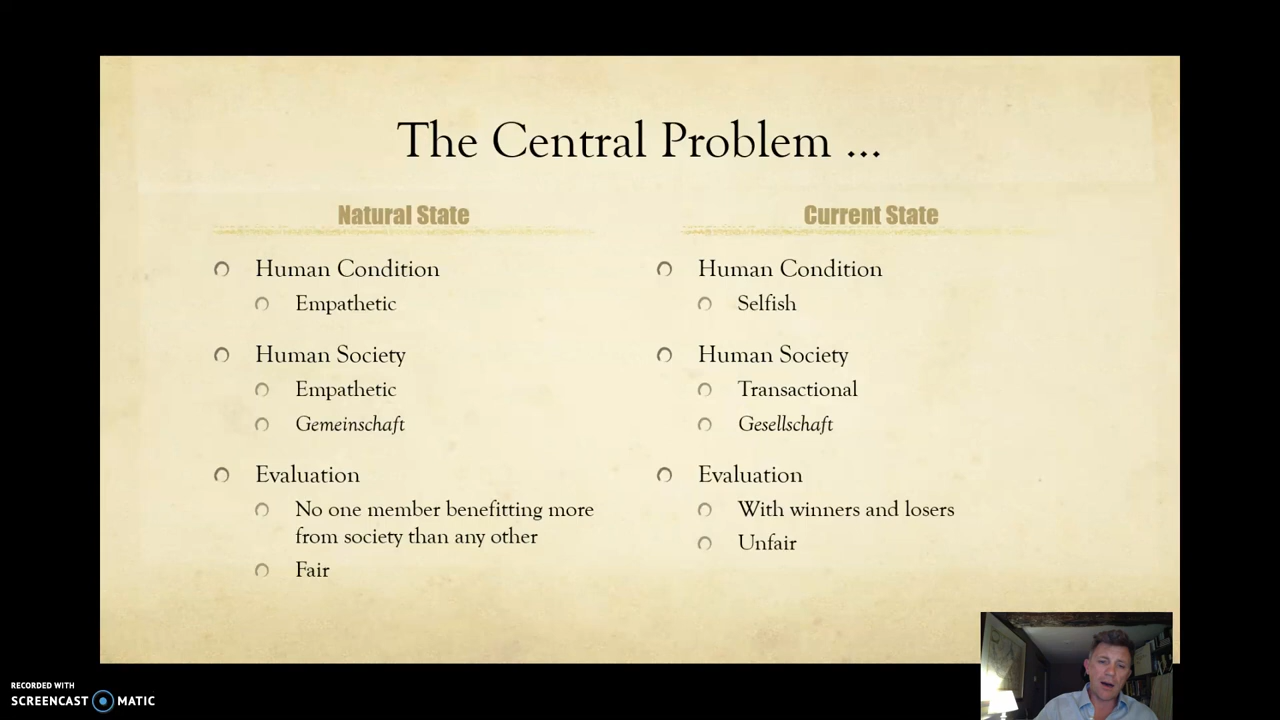 The Central Problem ...
Natural State
Human Condition
Empathetic
Human Society
Empathetic
Gemeinschaft
Evaluation
No one member benefitting more
from society than any other
Fair
Current State
Human Condition
Selfish
Human Society
Transactional
Gesellschaft
Evaluation
With winners and losers
Unfair
RECORDED WITH
SCREENCAST MATIC